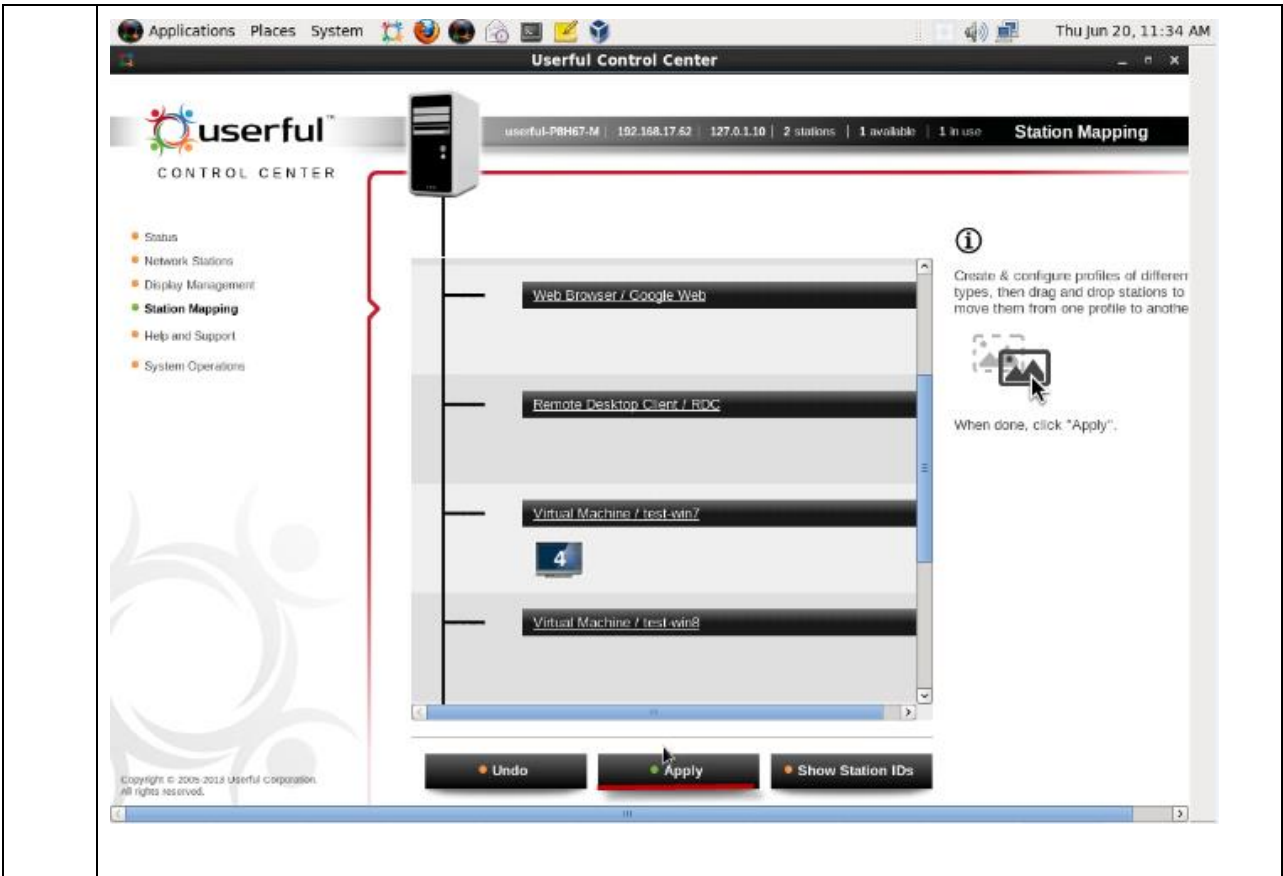 Applications Places System Thu Jun 20, 11:34 AM
Userful Control Center
userful™
CONTROL CENTER
userful-P8H67-M | 192.168.17.62 | 127.0.1.10 | 2 stations | 1 available | 1 in use Station Mapping
Status
Network Stations
Display Management
Station Mapping
Help and Support
System Operations
Web Browser / Google Web
Remote Desktop Client / RDC
Virtual Machine / test-win7
4
Virtual Machine / test-win8
Create & configure profiles of differen
types, then drag and drop stations to
move them from one profile to anothe
When done, click "Apply".
Undo
Apply
Show Station IDs
Copyright © 2005-2013 Userful Corporation.
All rights reserved.